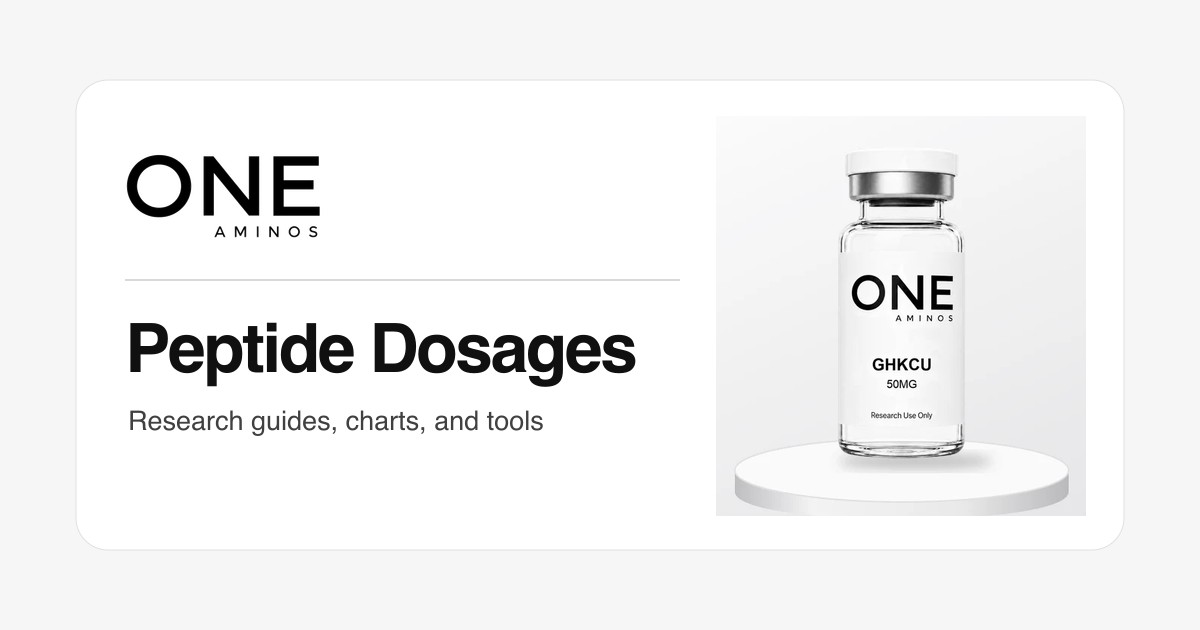 ONE
AMINOS
Peptide Dosages
Research guides, charts, and tools
ONE
AMINOS
GHKCU
50MG
Research Use Only